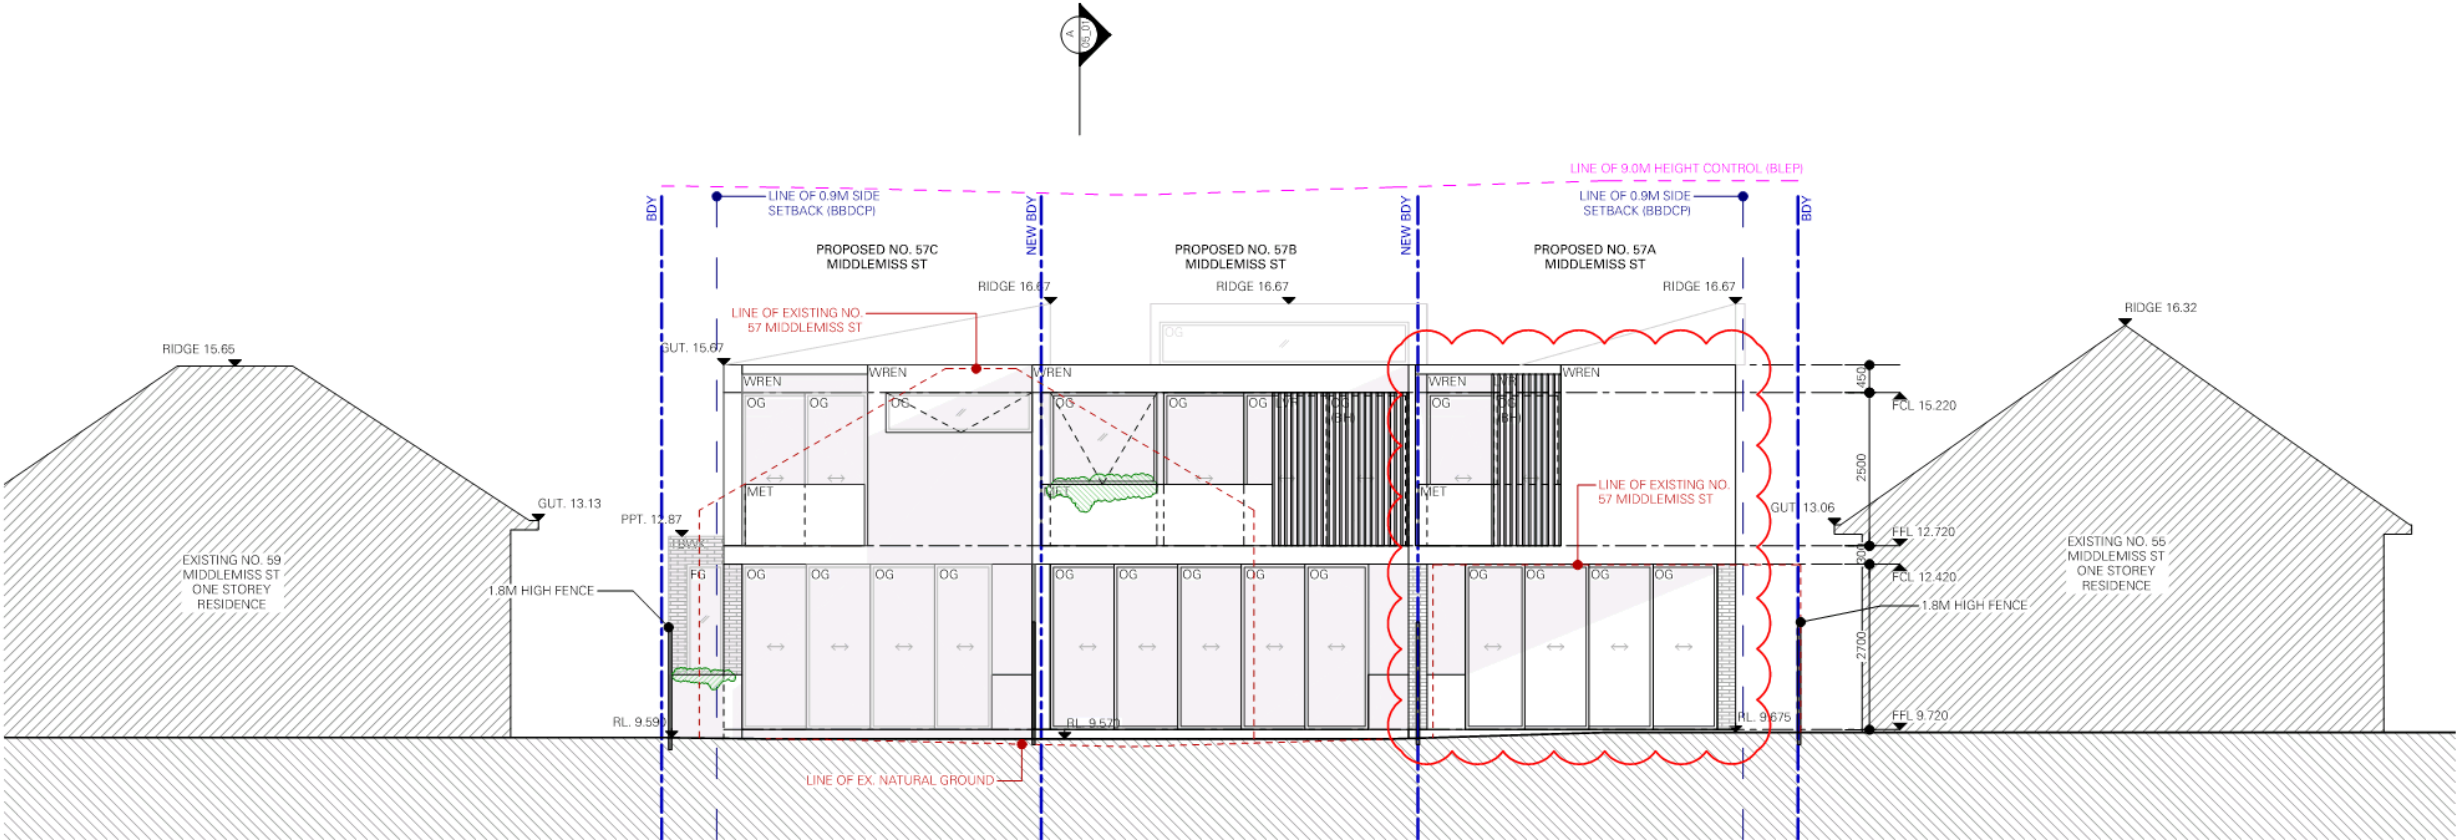 A
05_01
LINE OF 9.0M HEIGHT CONTROL (BLEP)
BDY
LINE OF 0.9M SIDE
SETBACK (BBDCP)
NEW BDY
NEW BDY
LINE OF 0.9M SIDE
SETBACK (BBDCP)
BDY
PROPOSED NO. 57C
MIDDLEMISS ST
PROPOSED NO. 57B
MIDDLEMISS ST
PROPOSED NO. 57A
MIDDLEMISS ST
RIDGE 16.67
RIDGE 16.67
RIDGE 16.67
RIDGE 16.32
LINE OF EXISTING NO.
57 MIDDLEMISS ST
OG
RIDGE 15.65
GUT. 15.67
WREN
WREN
WREN
WREN
LVR
WREN
450
OG
OG
OG
OG
OG
OG
LVR
OG
(BH)
OG
OG
(BH)
FCL 15.220
2500
MET
MET
MET
LINE OF EXISTING NO.
57 MIDDLEMISS ST
GUT. 13.13
PPT. 12.87
GUT. 13.06
FFL 12.720
300
EXISTING NO. 59
MIDDLEMISS ST
ONE STOREY
RESIDENCE
EXISTING NO. 55
MIDDLEMISS ST
ONE STOREY
RESIDENCE
FG
OG
OG
OG
OG
OG
OG
OG
OG
OG
OG
OG
OG
OG
FCL 12.420
1.8M HIGH FENCE
1.8M HIGH FENCE
2700
RL. 9.590
RL. 9.570
RL. 9.675
FFL 9.720
LINE OF EX. NATURAL GROUND